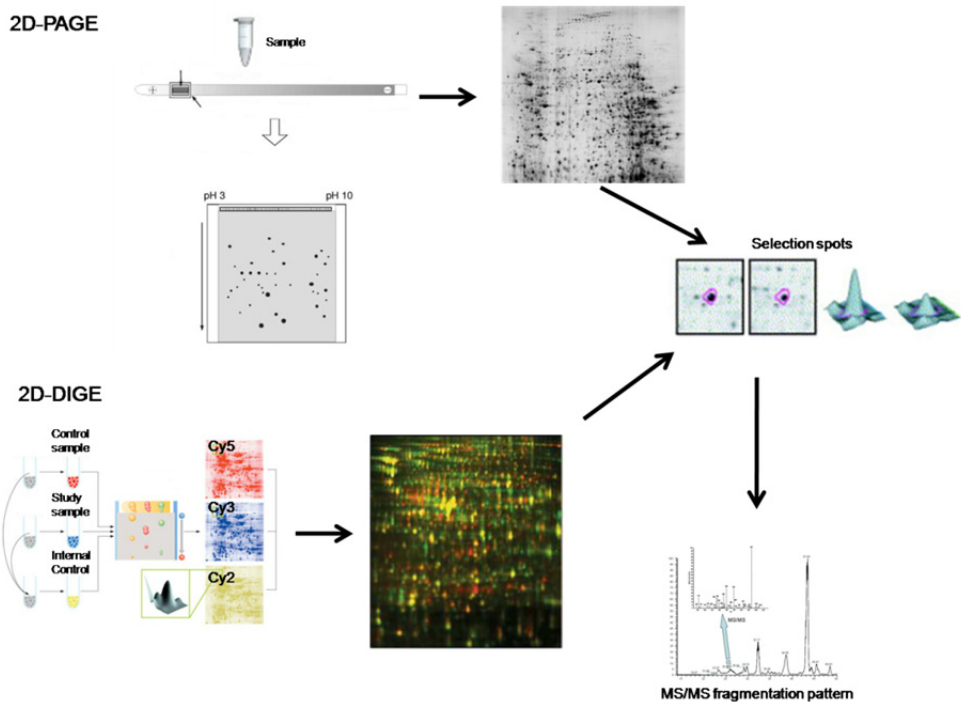 2D-PAGE
Sample
+
pH 3
pH 10
Selection spots
2D-DIGE
Control
sample
Study
sample
Internal
Control
Cy5
Cy3
Cy2
MS/MS
MS/MS fragmentation pattern